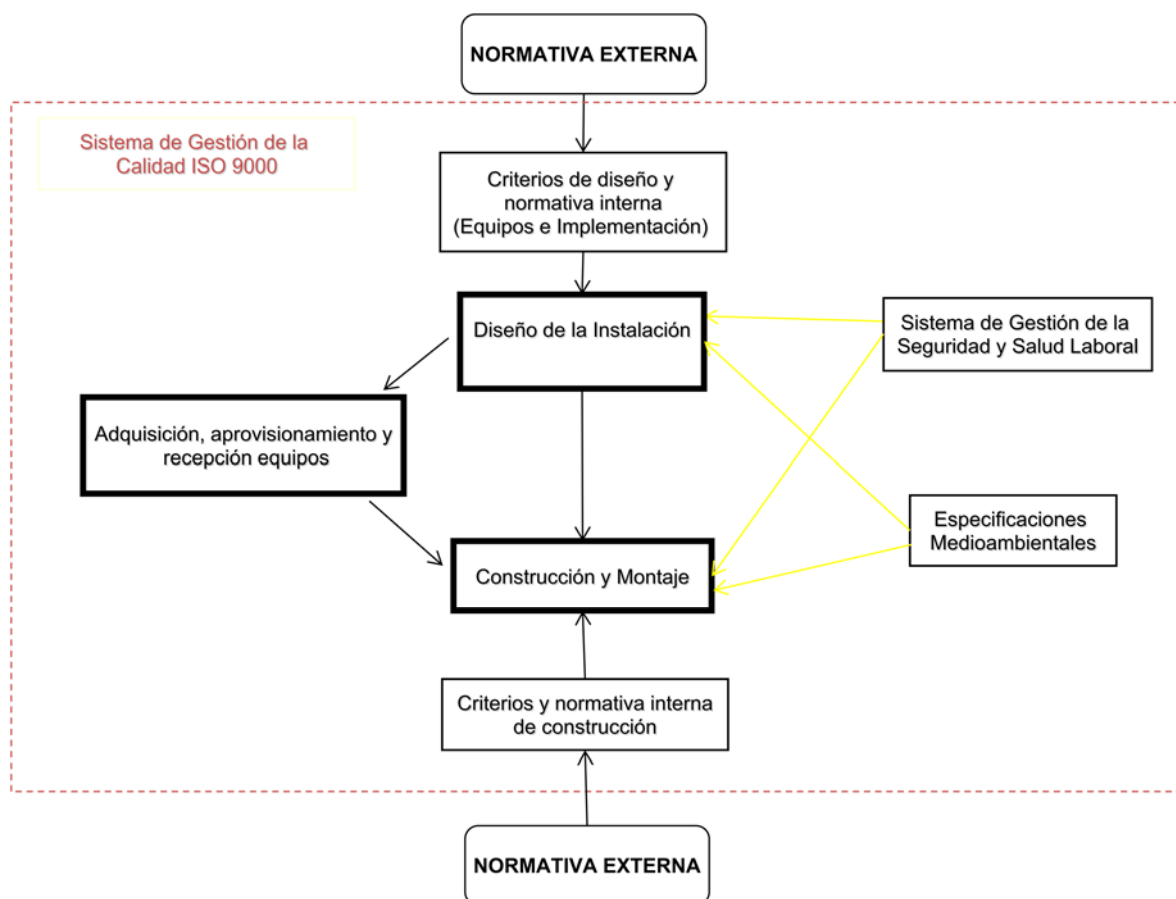 NORMATIVA EXTERNA
Sistema de Gestión de la
Calidad ISO 9000
Criterios de diseño y
normativa interna
(Equipos e Implementación)
Diseño de la Instalación
Sistema de Gestión de la
Seguridad y Salud Laboral
Adquisición, aprovisionamiento y
recepción equipos
Especificaciones
Medioambientales
Construcción y Montaje
Criterios y normativa interna
de construcción
NORMATIVA EXTERNA